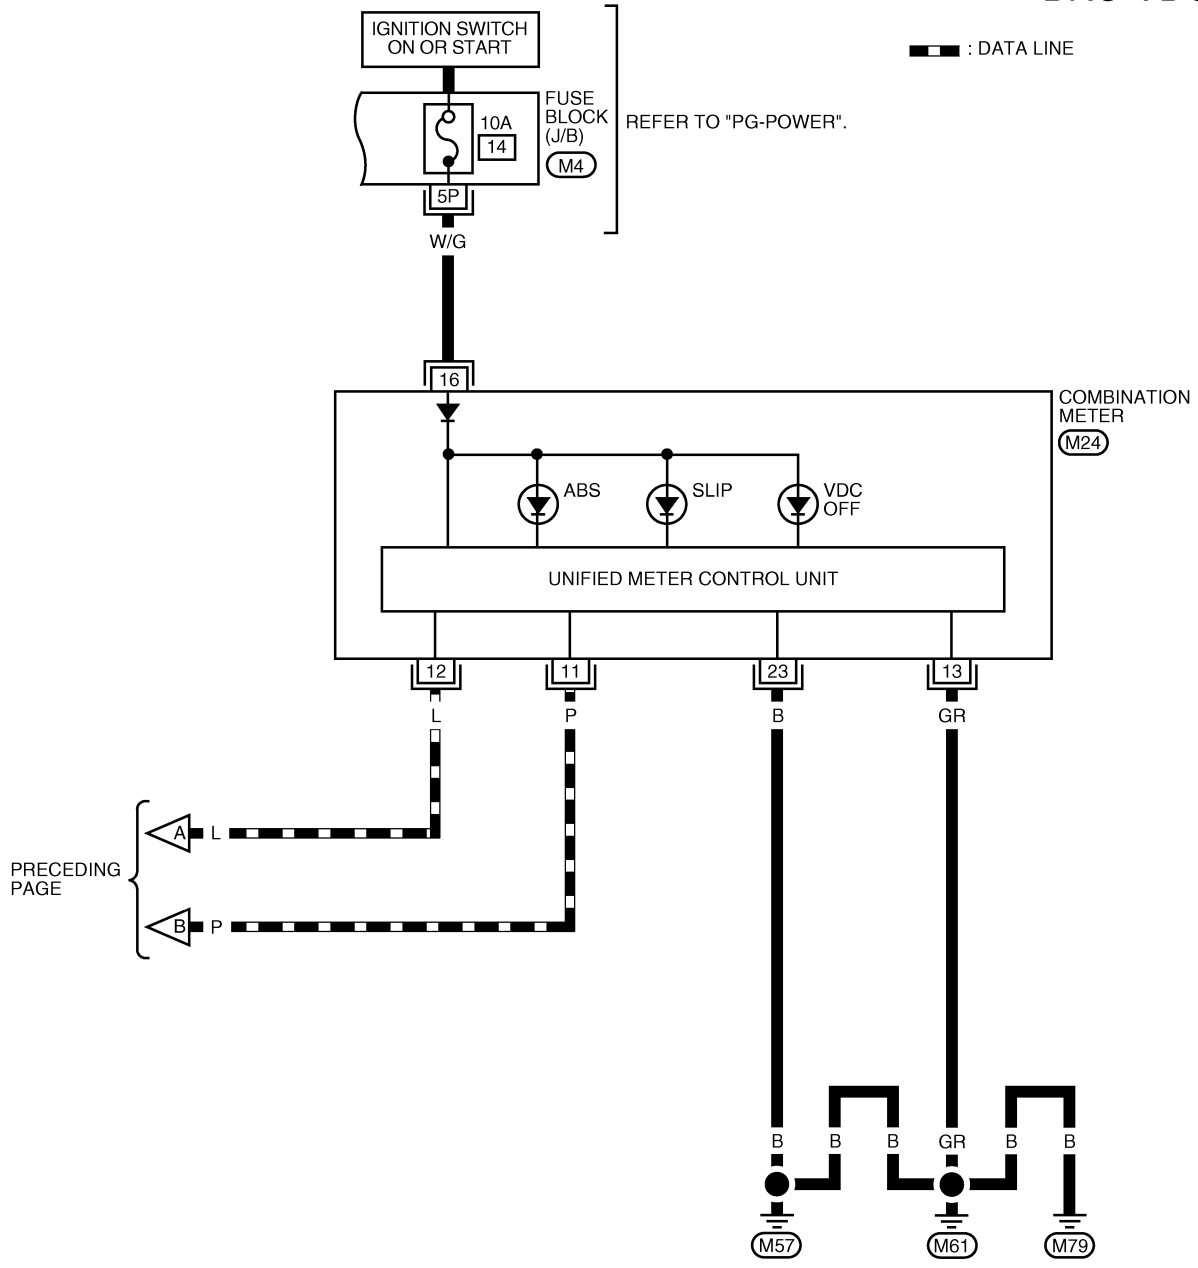 IGNITION SWITCH
ON OR START
: DATA LINE
FUSE
BLOCK
(J/B)
M4
10A
14
REFER TO "PG-POWER".
5P
W/G
16
COMBINATION
METER
M24
ABS
SLIP
VDC
OFF
UNIFIED METER CONTROL UNIT
12
11
23
13
L
P
B
GR
A
L
PRECEDING
PAGE
B
P
B
B
B
GR
B
B
M57
M61
M79